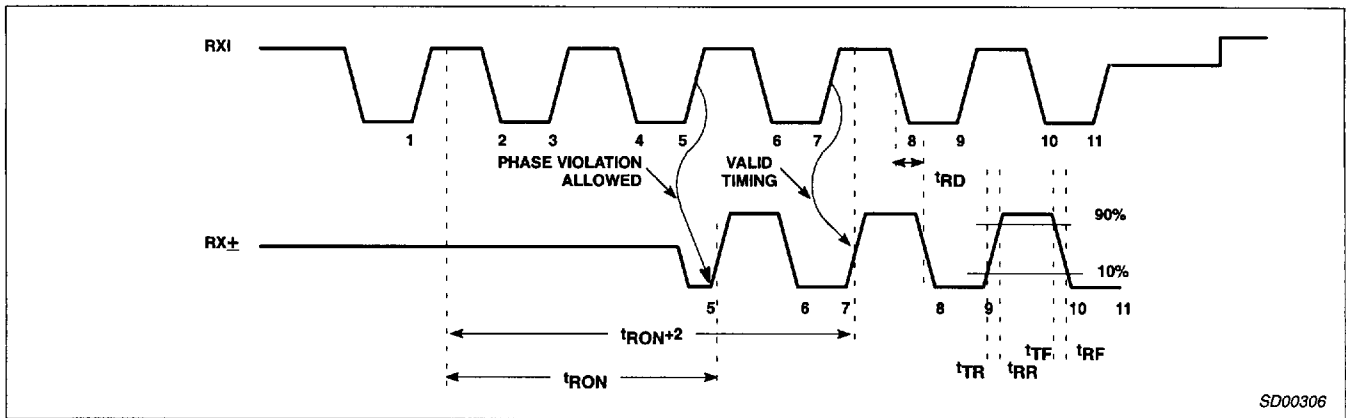 RXI
1 2 3 4 5 6 7 8 9 10 11
PHASE VIOLATION
ALLOWED
VALID
TIMING
tRD
90%
RX±
10%
5 6 7 8 9 10 11
tRON+2
tTF tRF
tTR tRR
tRON
SD00306